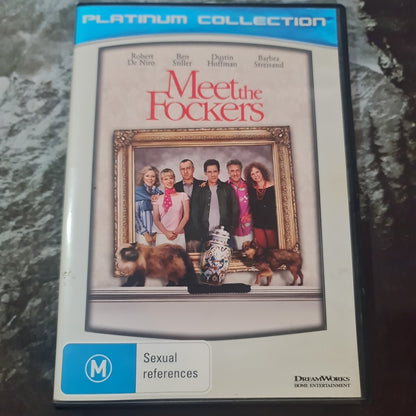 PLATINUM COLLECTION
Robert De Niro
Ben Stiller
Dustin Hoffman
Barbra Streisand
Meet the
Fockers
M
Sexual
references
DREAMWORKS
HOME ENTERTAINMENT